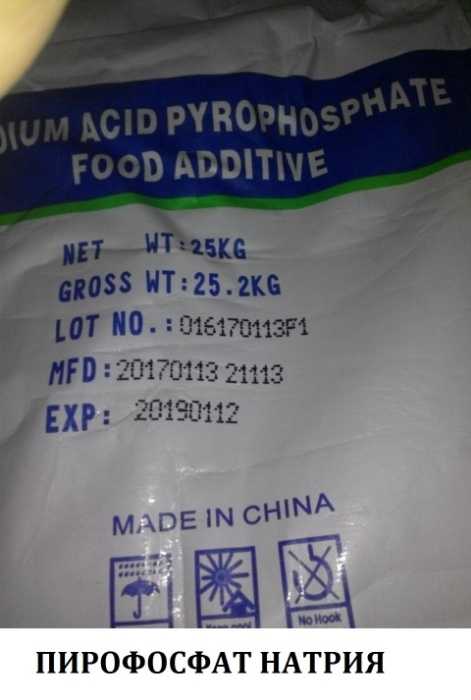 DIUM ACID PYROPHOSPHATE
FOOD ADDITIVE
NET WT:25KG
GROSS WT:25.2KG
LOT NO.:016170113F1
MFD:20170113 21113
EXP: 20190112
MADE IN CHINA
No Hook
ПИРОФОСФАТ НАТРИЯ